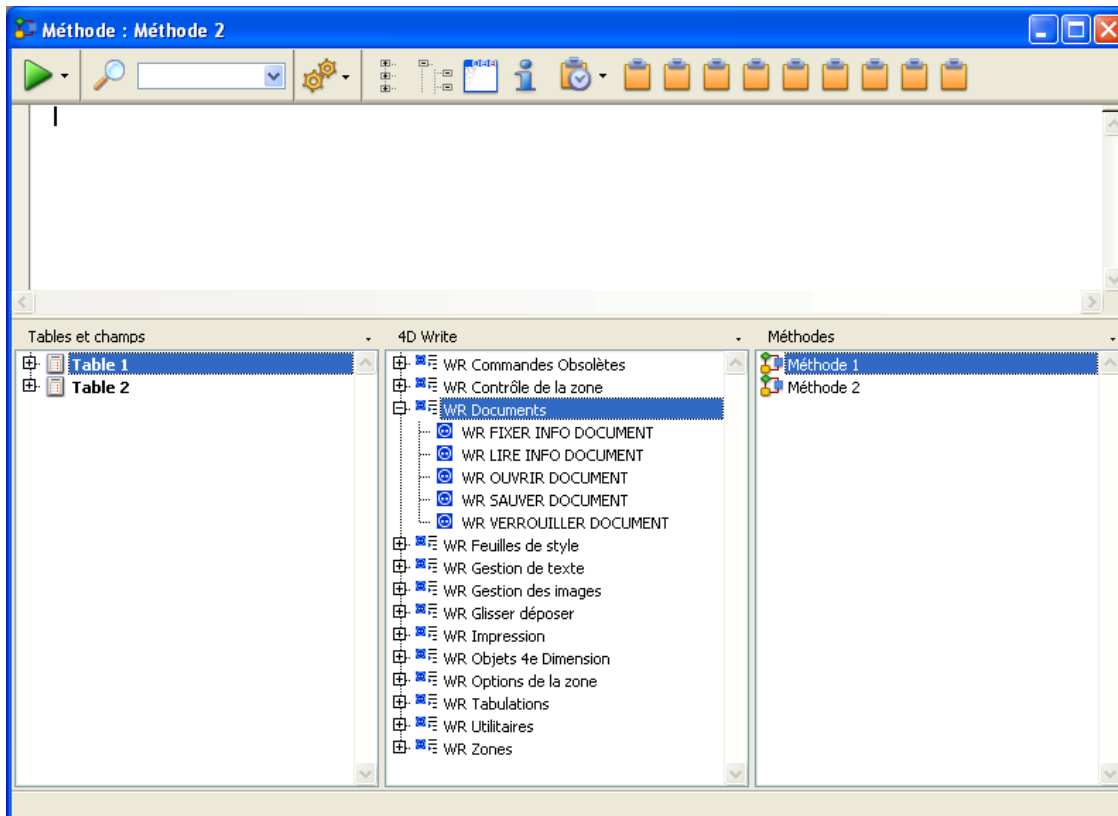 Méthode : Méthode 2
Tables et champs
Table 1
Table 2
4D Write
WR Commandes Obsolètes
WR Contrôle de la zone
WR Documents
WR FIXER INFO DOCUMENT
WR LIRE INFO DOCUMENT
WR OUVRIR DOCUMENT
WR SAUVER DOCUMENT
WR VERROUILLER DOCUMENT
WR Feuilles de style
WR Gestion de texte
WR Gestion des images
WR Glisser déposer
WR Impression
WR Objets 4e Dimension
WR Options de la zone
WR Tabulations
WR Utilitaires
WR Zones
Méthodes
Méthode 1
Méthode 2